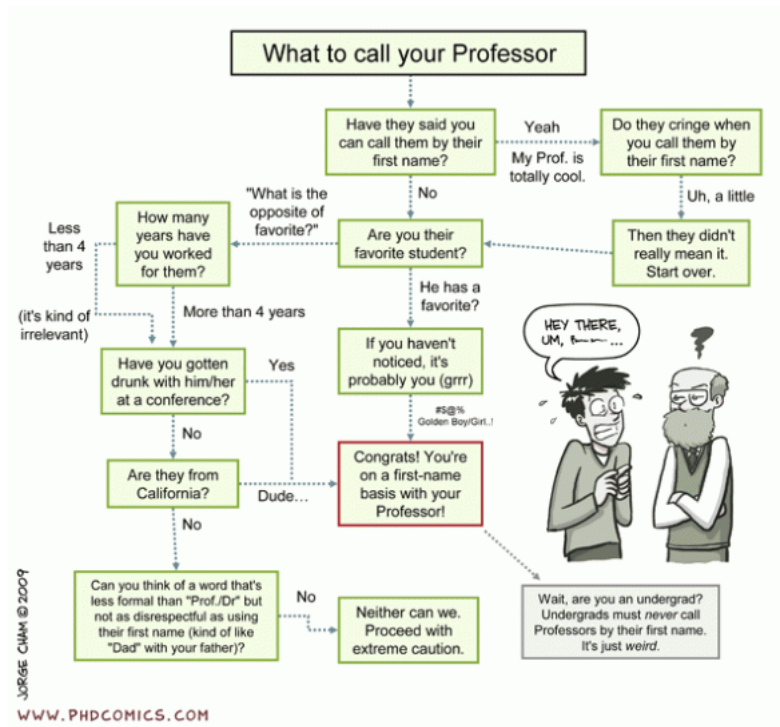 What to call your Professor
Have they said you
can call them by their
first name?
Yeah
My Prof. is
totally cool.
Do they cringe when
you call them by
their first name?
No
Uh, a little
"What is the
opposite of
favorite?"
How many
years have
you worked
for them?
Less
than 4
years
Are you their
favorite student?
Then they didn't
really mean it.
Start over.
He has a
favorite?
(it's kind of
irrelevant)
More than 4 years
HEY THERE,
UM,
...
If you haven't
noticed, it's
probably you (grrr)
Have you gotten
drunk with him/her
at a conference?
Yes
#$@%
Golden Boy/Girl..!
No
Congrats! You're
on a first-name
basis with your
Professor!
Are they from
California?
Dude...
No
Can you think of a word that's
less formal than "Prof./Dr" but
not as disrespectful as using
their first name (kind of like
"Dad" with your father)?
No
Neither can we.
Proceed with
extreme caution.
Wait, are you an undergrad?
Undergrads must never call
Professors by their first name.
It's just weird.
JORGE CHAM © 2009
WWW.PHDCOMICS.COM